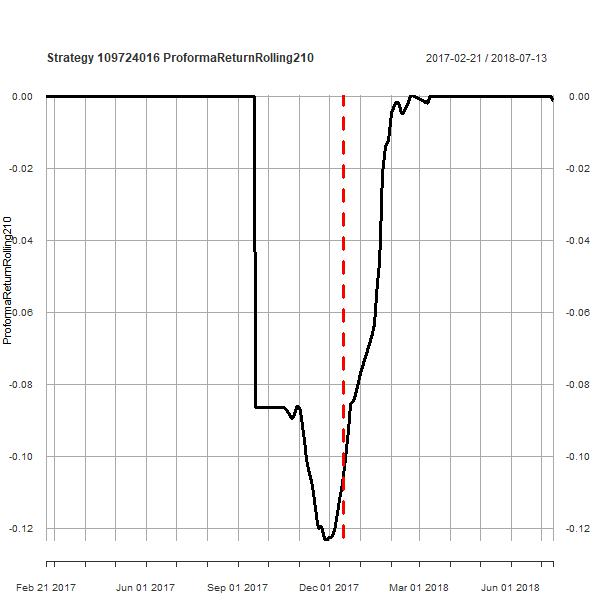 Strategy 109724016 ProformaReturnRolling210
2017-02-21 / 2018-07-13
ProformaReturnRolling210
0.00 0.00
-0.02 -0.02
-0.04 -0.04
-0.06 -0.06
-0.08 -0.08
-0.10 -0.10
-0.12 -0.12
Feb 21 2017 Jun 01 2017 Sep 01 2017 Dec 01 2017 Mar 01 2018 Jun 01 2018